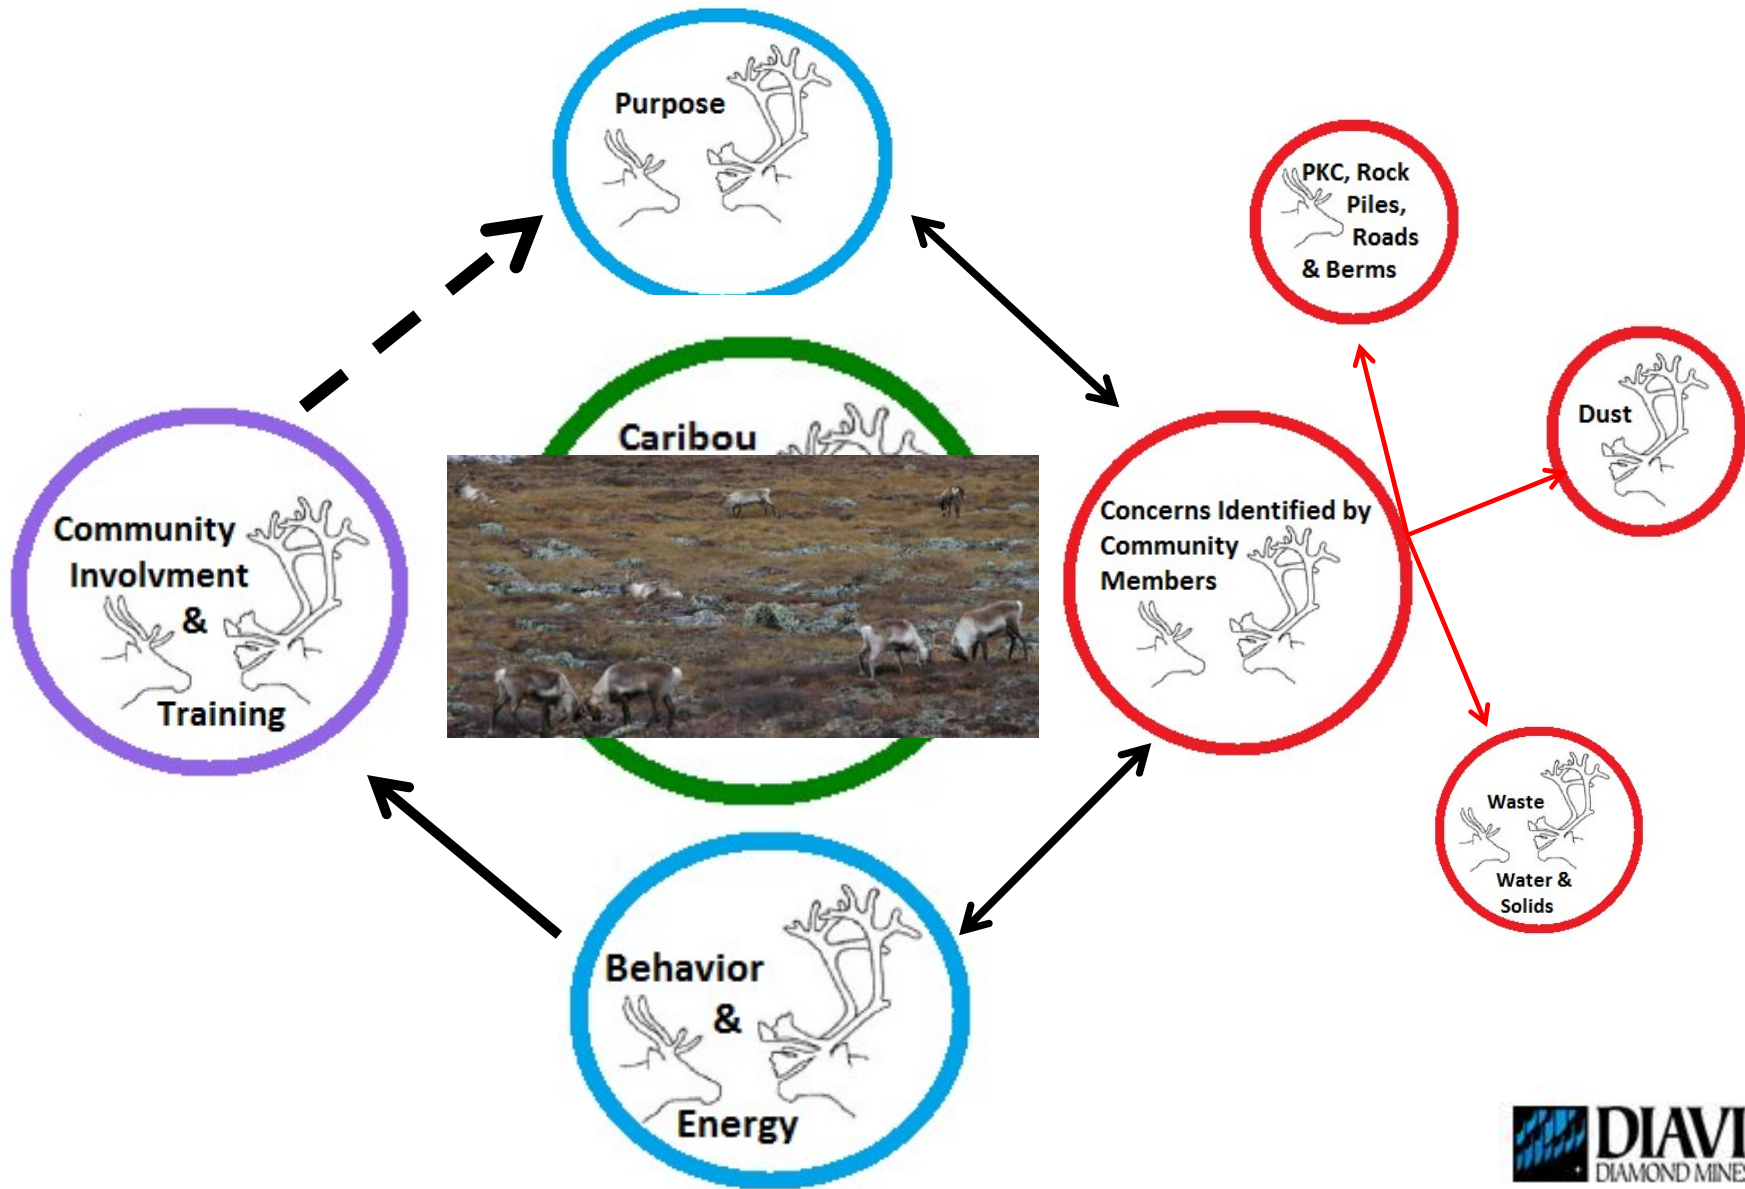 Purpose
PKC, Rock
Piles,
Roads
& Berms
Dust
Caribou
Community
Involvment
&
Training
Concerns Identified by
Community
Members
Waste
Water &
Solids
Behavior
&
Energy
DIAVI
DIAMOND MINES